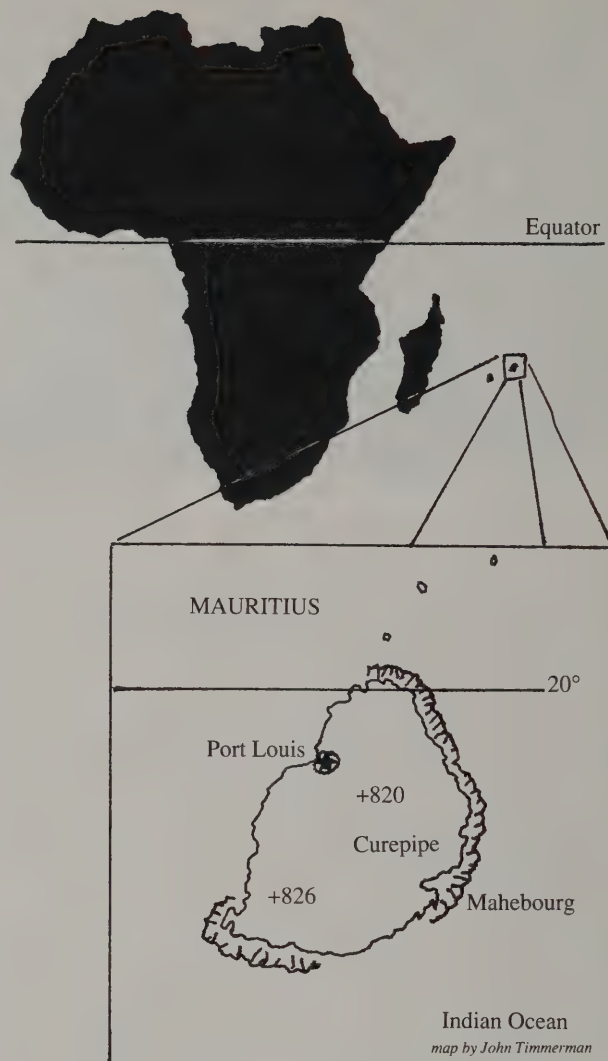 Equator
MAURITIUS
20°
Port Louis
+820
Curepipe
+826
Mahebourg
Indian Ocean
map by John Timmerman